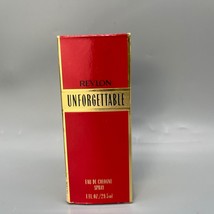 REVLON
UNFORGETTABLE
EAU DE COLOGNE
SPRAY